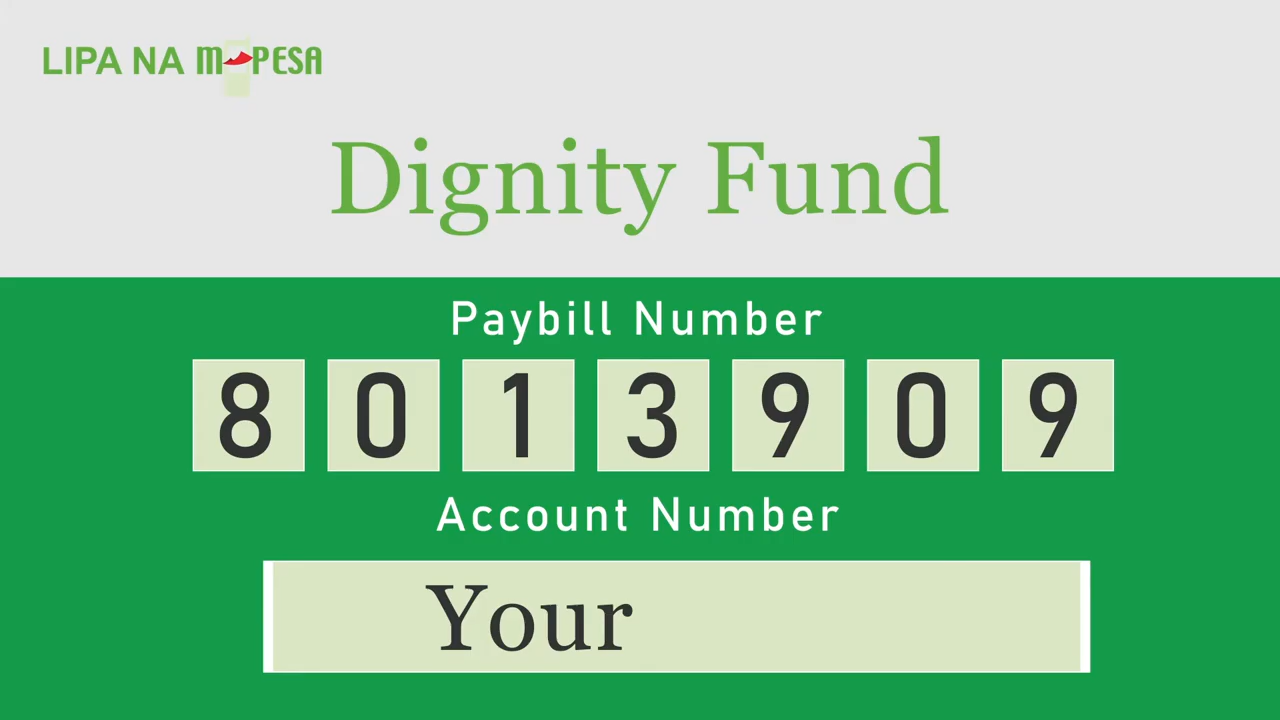 LIPA NA M-PESA
Dignity Fund
Paybill Number
8013909
Account Number
Your